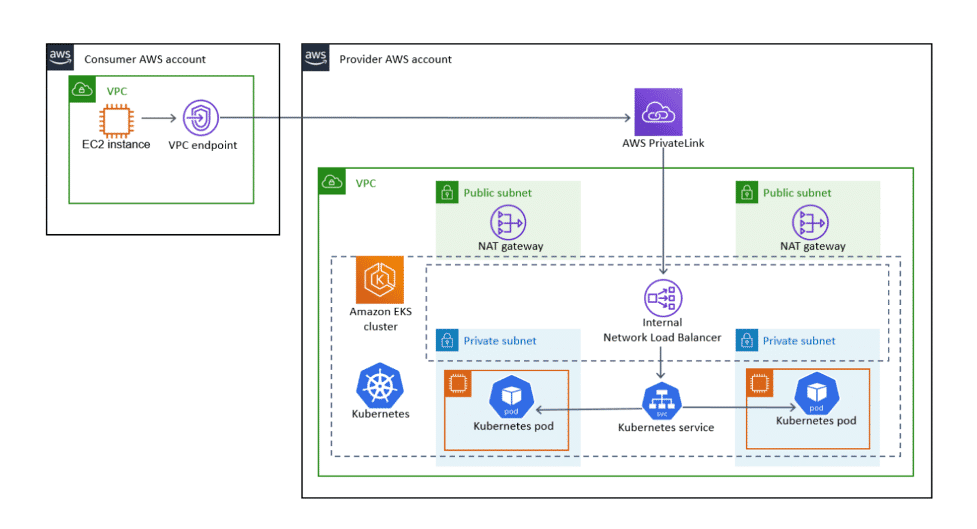 aws
Consumer AWS account
VPC
EC2 instance
VPC endpoint
aws
Provider AWS account
AWS PrivateLink
VPC
Public subnet
NAT gateway
Public subnet
NAT gateway
Amazon EKS
cluster
Internal
Network Load Balancer
Private subnet
Private subnet
Kubernetes
pod
Kubernetes pod
svc
Kubernetes service
pod
Kubernetes pod